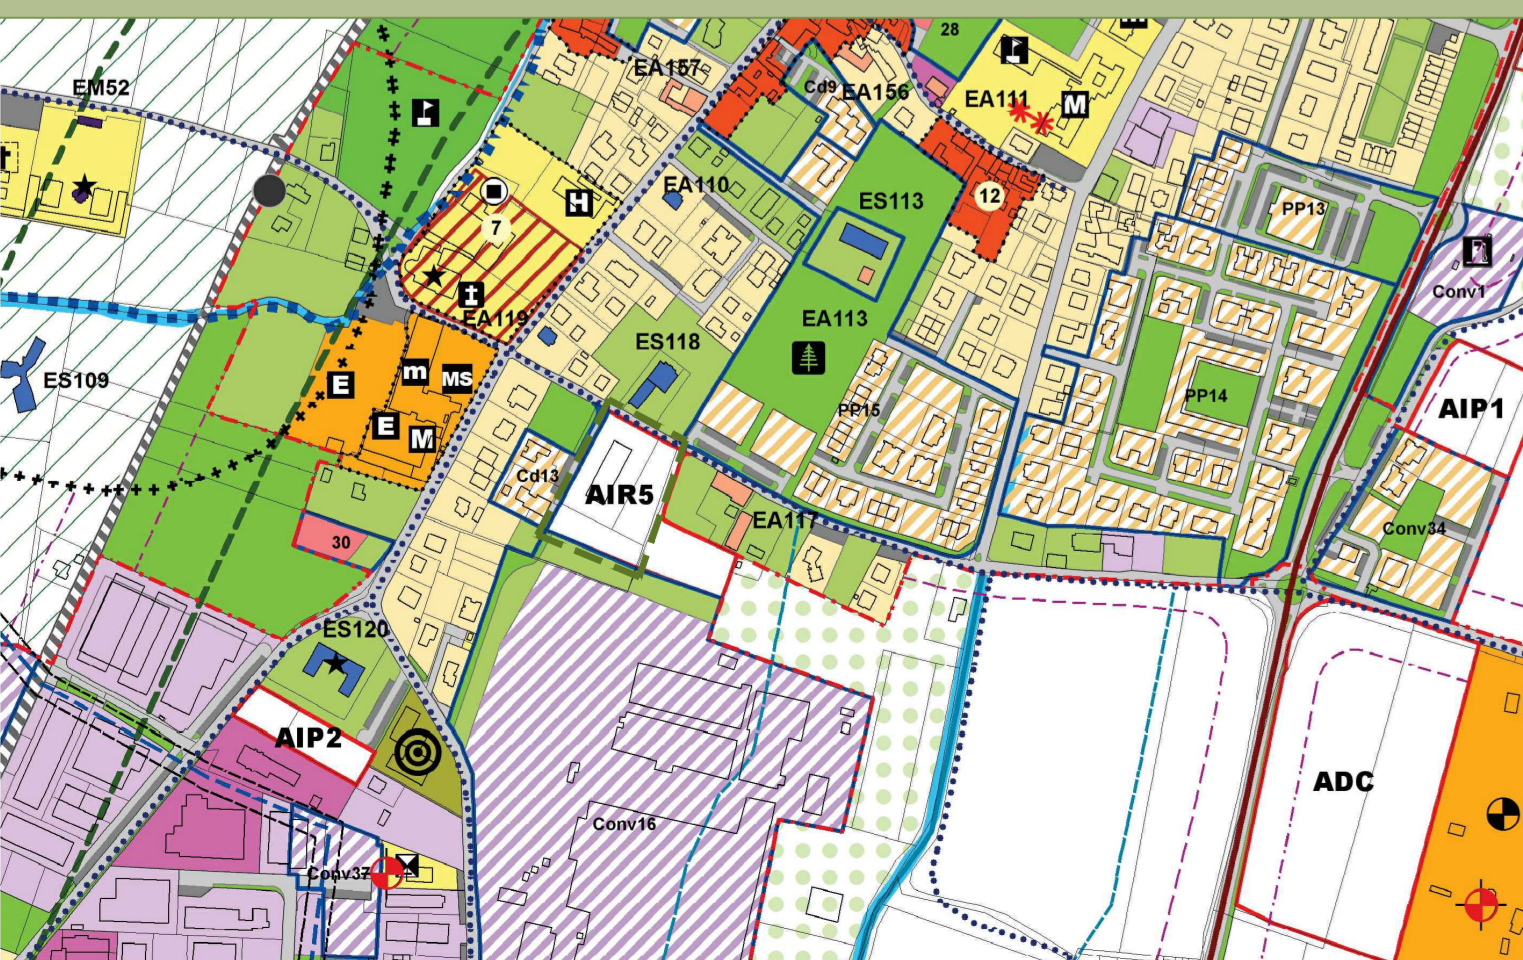 28
EA157
EM52
Cd9
EA156
EA111
M
t
EA110
ES113
12
PP13
H
7
Conv1
EA119
EA113
ES118
ES109
E
m
MS
PP14
AIP1
PP15
E
M
Cd13
AIR5
EA117
Conv34
30
ES120
AIP2
ADC
Conv16
Conv37